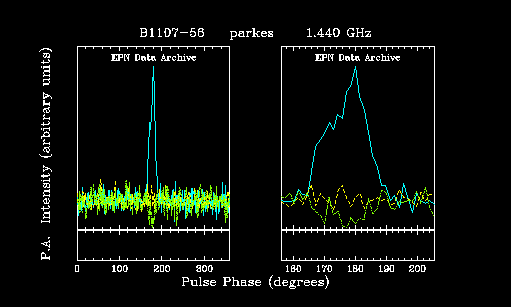 B1107-56 parkes 1.440 GHz
EPN Data Archive EPN Data Archive
P.A. Intensity (arbitrary units)
0 100 200 300 160 170 180 190 200
Pulse Phase (degrees)